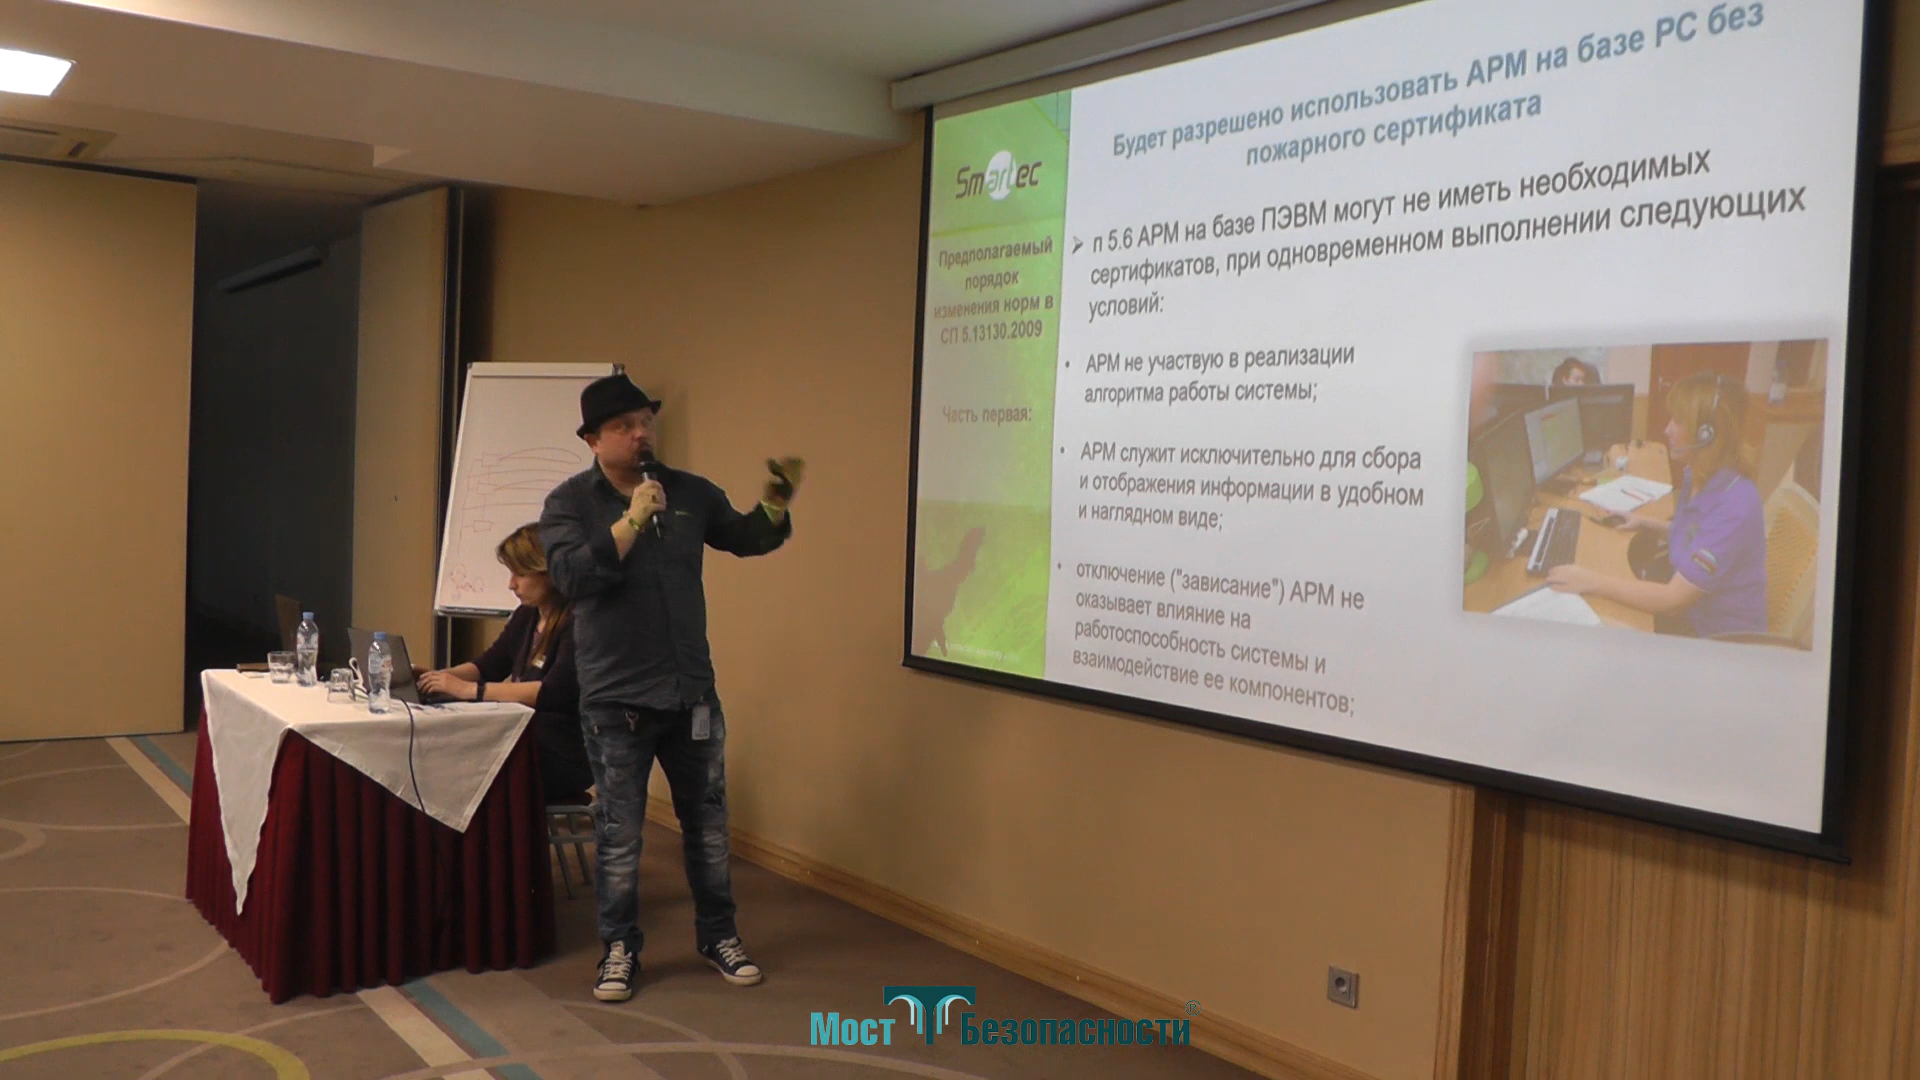 Будет разрешено использовать АРМ на базе РС без
пожарного сертификата
Smartec
Предполагаемый
порядок
изменения норм в
СП 5.13130.2009
Часть первая:
➢ п 5.6 АРМ на базе ПЭВМ могут не иметь необходимых
сертификатов, при одновременном выполнении следующих
условий:
• АРМ не участвую в реализации
алгоритма работы системы;
• АРМ служит исключительно для сбора
и отображения информации в удобном
и наглядном виде;
• отключение ("зависание") АРМ не
оказывает влияние на
работоспособность системы и
взаимодействие ее компонентов;
Мост Безопасности ®